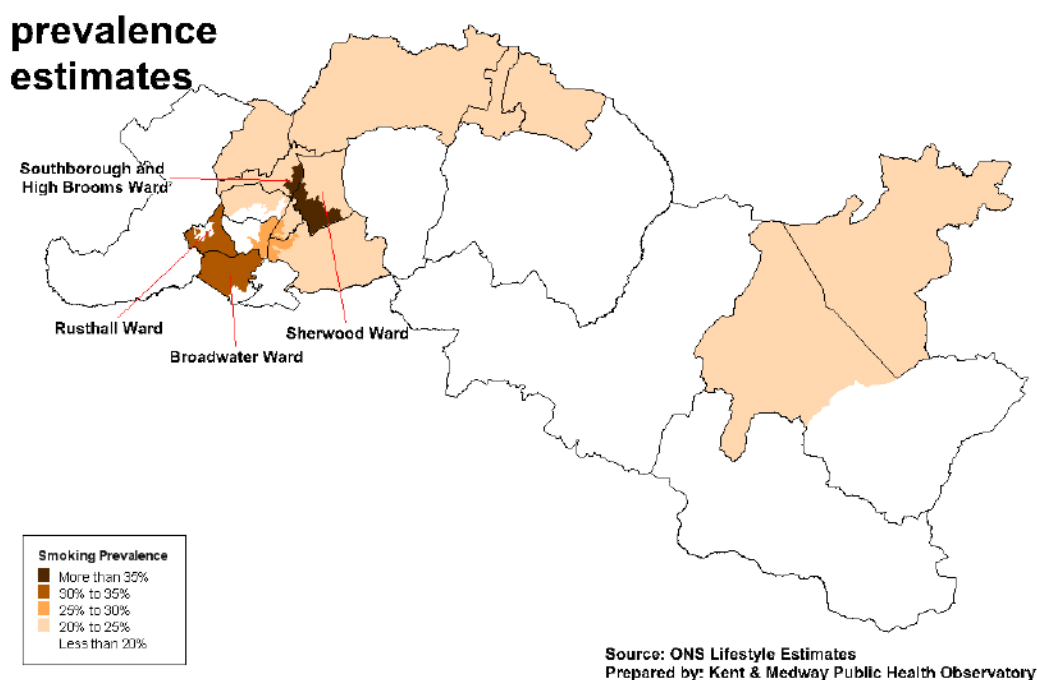 prevalence
estimates
Southborough and
High Brooms Ward
Rusthall Ward
Broadwater Ward
Sherwood Ward
Smoking Prevalence
More than 35%
30% to 35%
25% to 30%
20% to 25%
Less than 20%
Source: ONS Lifestyle Estimates
Prepared by: Kent & Medway Public Health Observatory